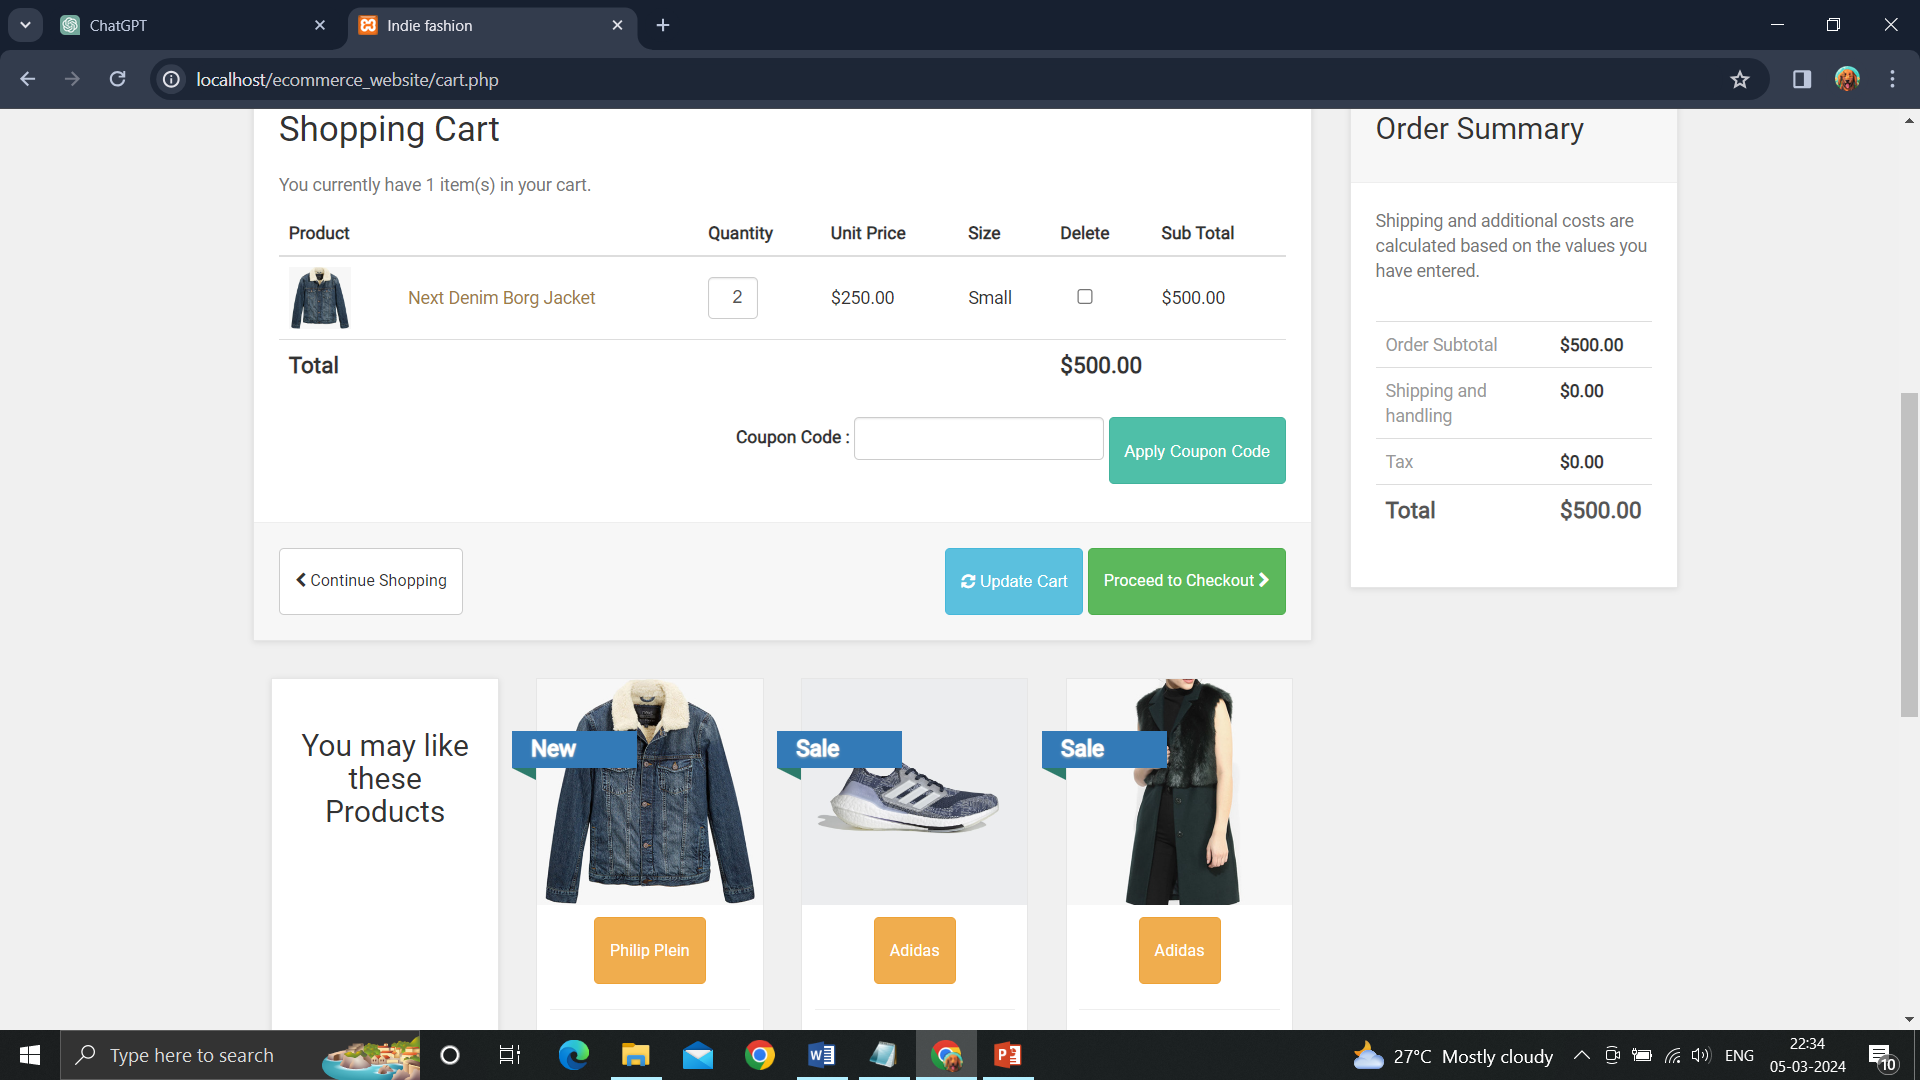 ChatGPT
Indie fashion
localhost/ecommerce_website/cart.php
Shopping Cart
You currently have 1 item(s) in your cart.
Product Quantity Unit Price Size Delete Sub Total
Next Denim Borg Jacket 2 $250.00 Small $500.00
Total $500.00
Coupon Code :
Apply Coupon Code
Continue Shopping
Update Cart
Proceed to Checkout
Order Summary
Shipping and additional costs are
calculated based on the values you
have entered.
Order Subtotal $500.00
Shipping and $0.00
handling
Tax $0.00
Total $500.00
You may like
these
Products
New
Sale
Sale
Philip Plein
Adidas
Adidas
Type here to search
27°C Mostly cloudy
ENG
22:34
05-03-2024
10